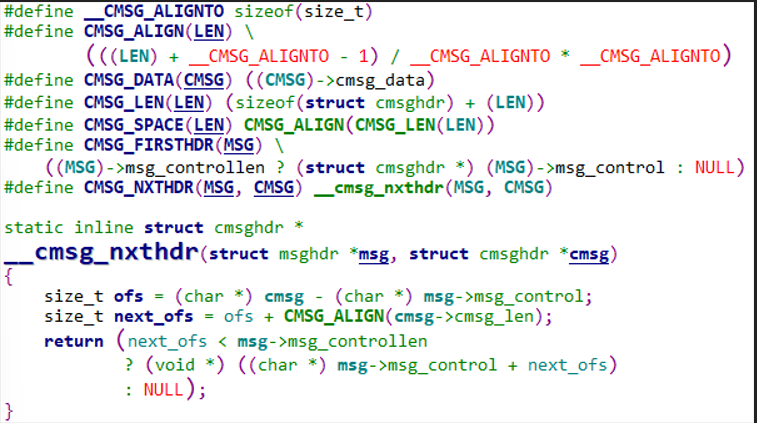 #define __CMSG_ALIGNTO sizeof(size_t)
#define CMSG_ALIGN(LEN) \
        (((LEN) + __CMSG_ALIGNTO - 1) / __CMSG_ALIGNTO * __CMSG_ALIGNTO)
#define CMSG_DATA(CMSG) ((CMSG)->cmsg_data)
#define CMSG_LEN(LEN) (sizeof(struct cmsghdr) + (LEN))
#define CMSG_SPACE(LEN) CMSG_ALIGN(CMSG_LEN(LEN))
#define CMSG_FIRSTHDR(MSG) \
    ((MSG)->msg_controllen ? (struct cmsghdr *) (MSG)->msg_control : NULL)
#define CMSG_NXTHDR(MSG, CMSG) __cmsg_nxthdr(MSG, CMSG)

static inline struct cmsghdr *
__cmsg_nxthdr(struct msghdr *msg, struct cmsghdr *cmsg)
{
    size_t ofs = (char *) cmsg - (char *) msg->msg_control;
    size_t next_ofs = ofs + CMSG_ALIGN(cmsg->cmsg_len);
    return (next_ofs < msg->msg_controllen
            ? (void *) ((char *) msg->msg_control + next_ofs)
            : NULL);
}